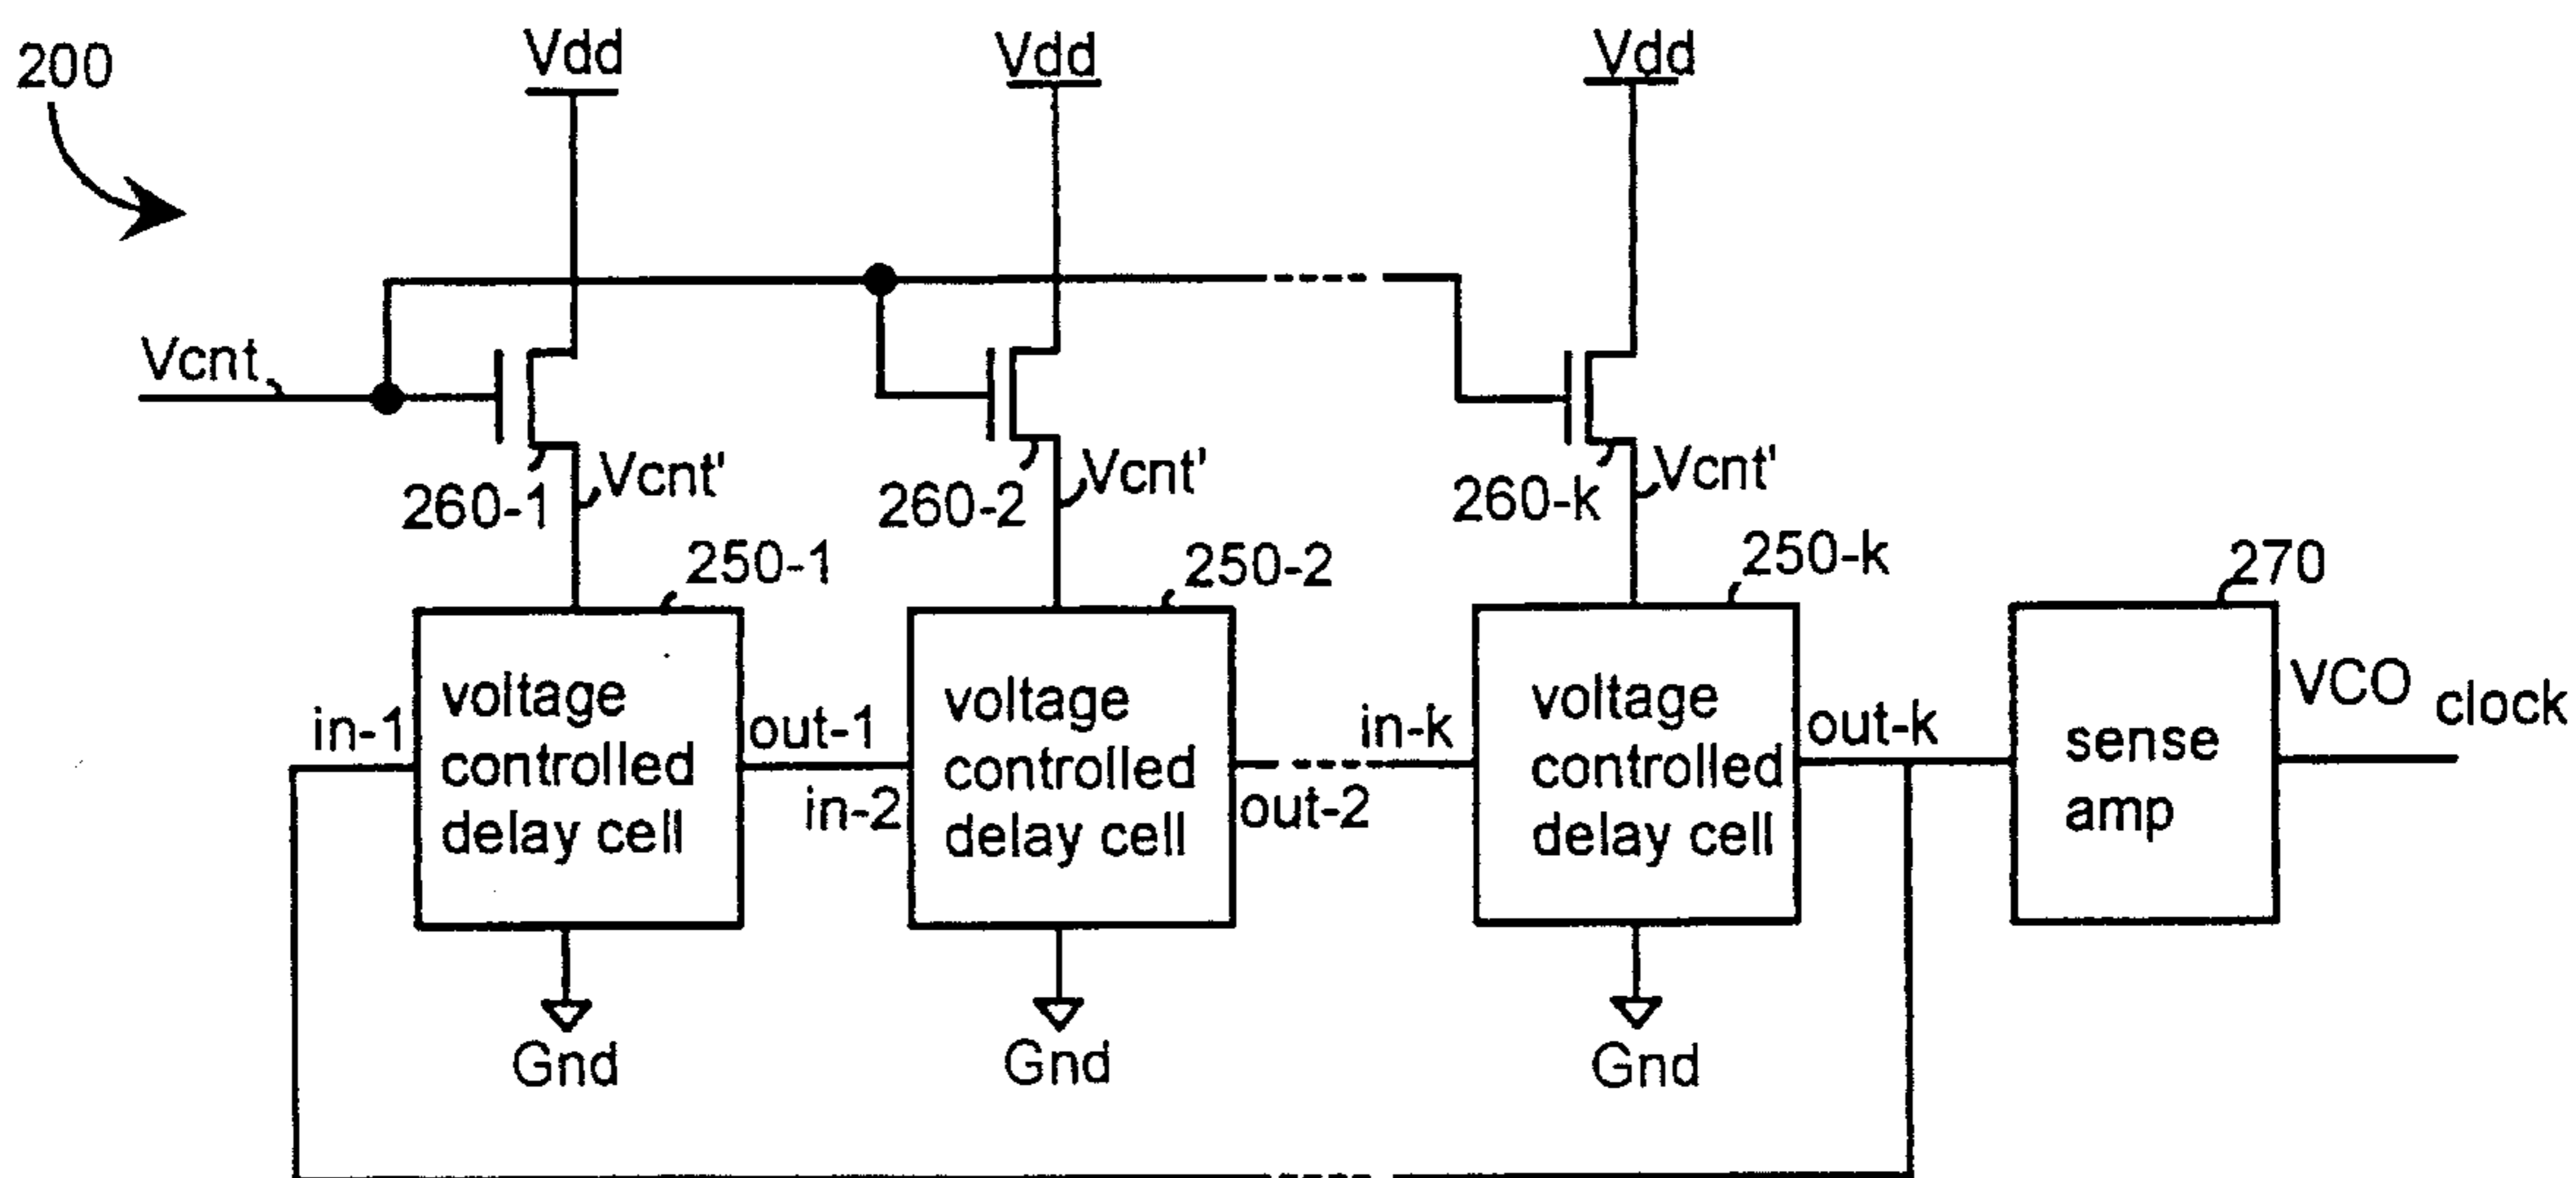 200
Vdd
Vdd
Vdd
Vcnt
260-1
Vcnt'
260-2
Vcnt'
260-k
Vcnt'
250-1
250-2
250-k
270
in-1
voltage
controlled
delay cell
out-1
in-2
voltage
controlled
delay cell
out-2
in-k
voltage
controlled
delay cell
out-k
sense
amp
VCO clock
Gnd
Gnd
Gnd